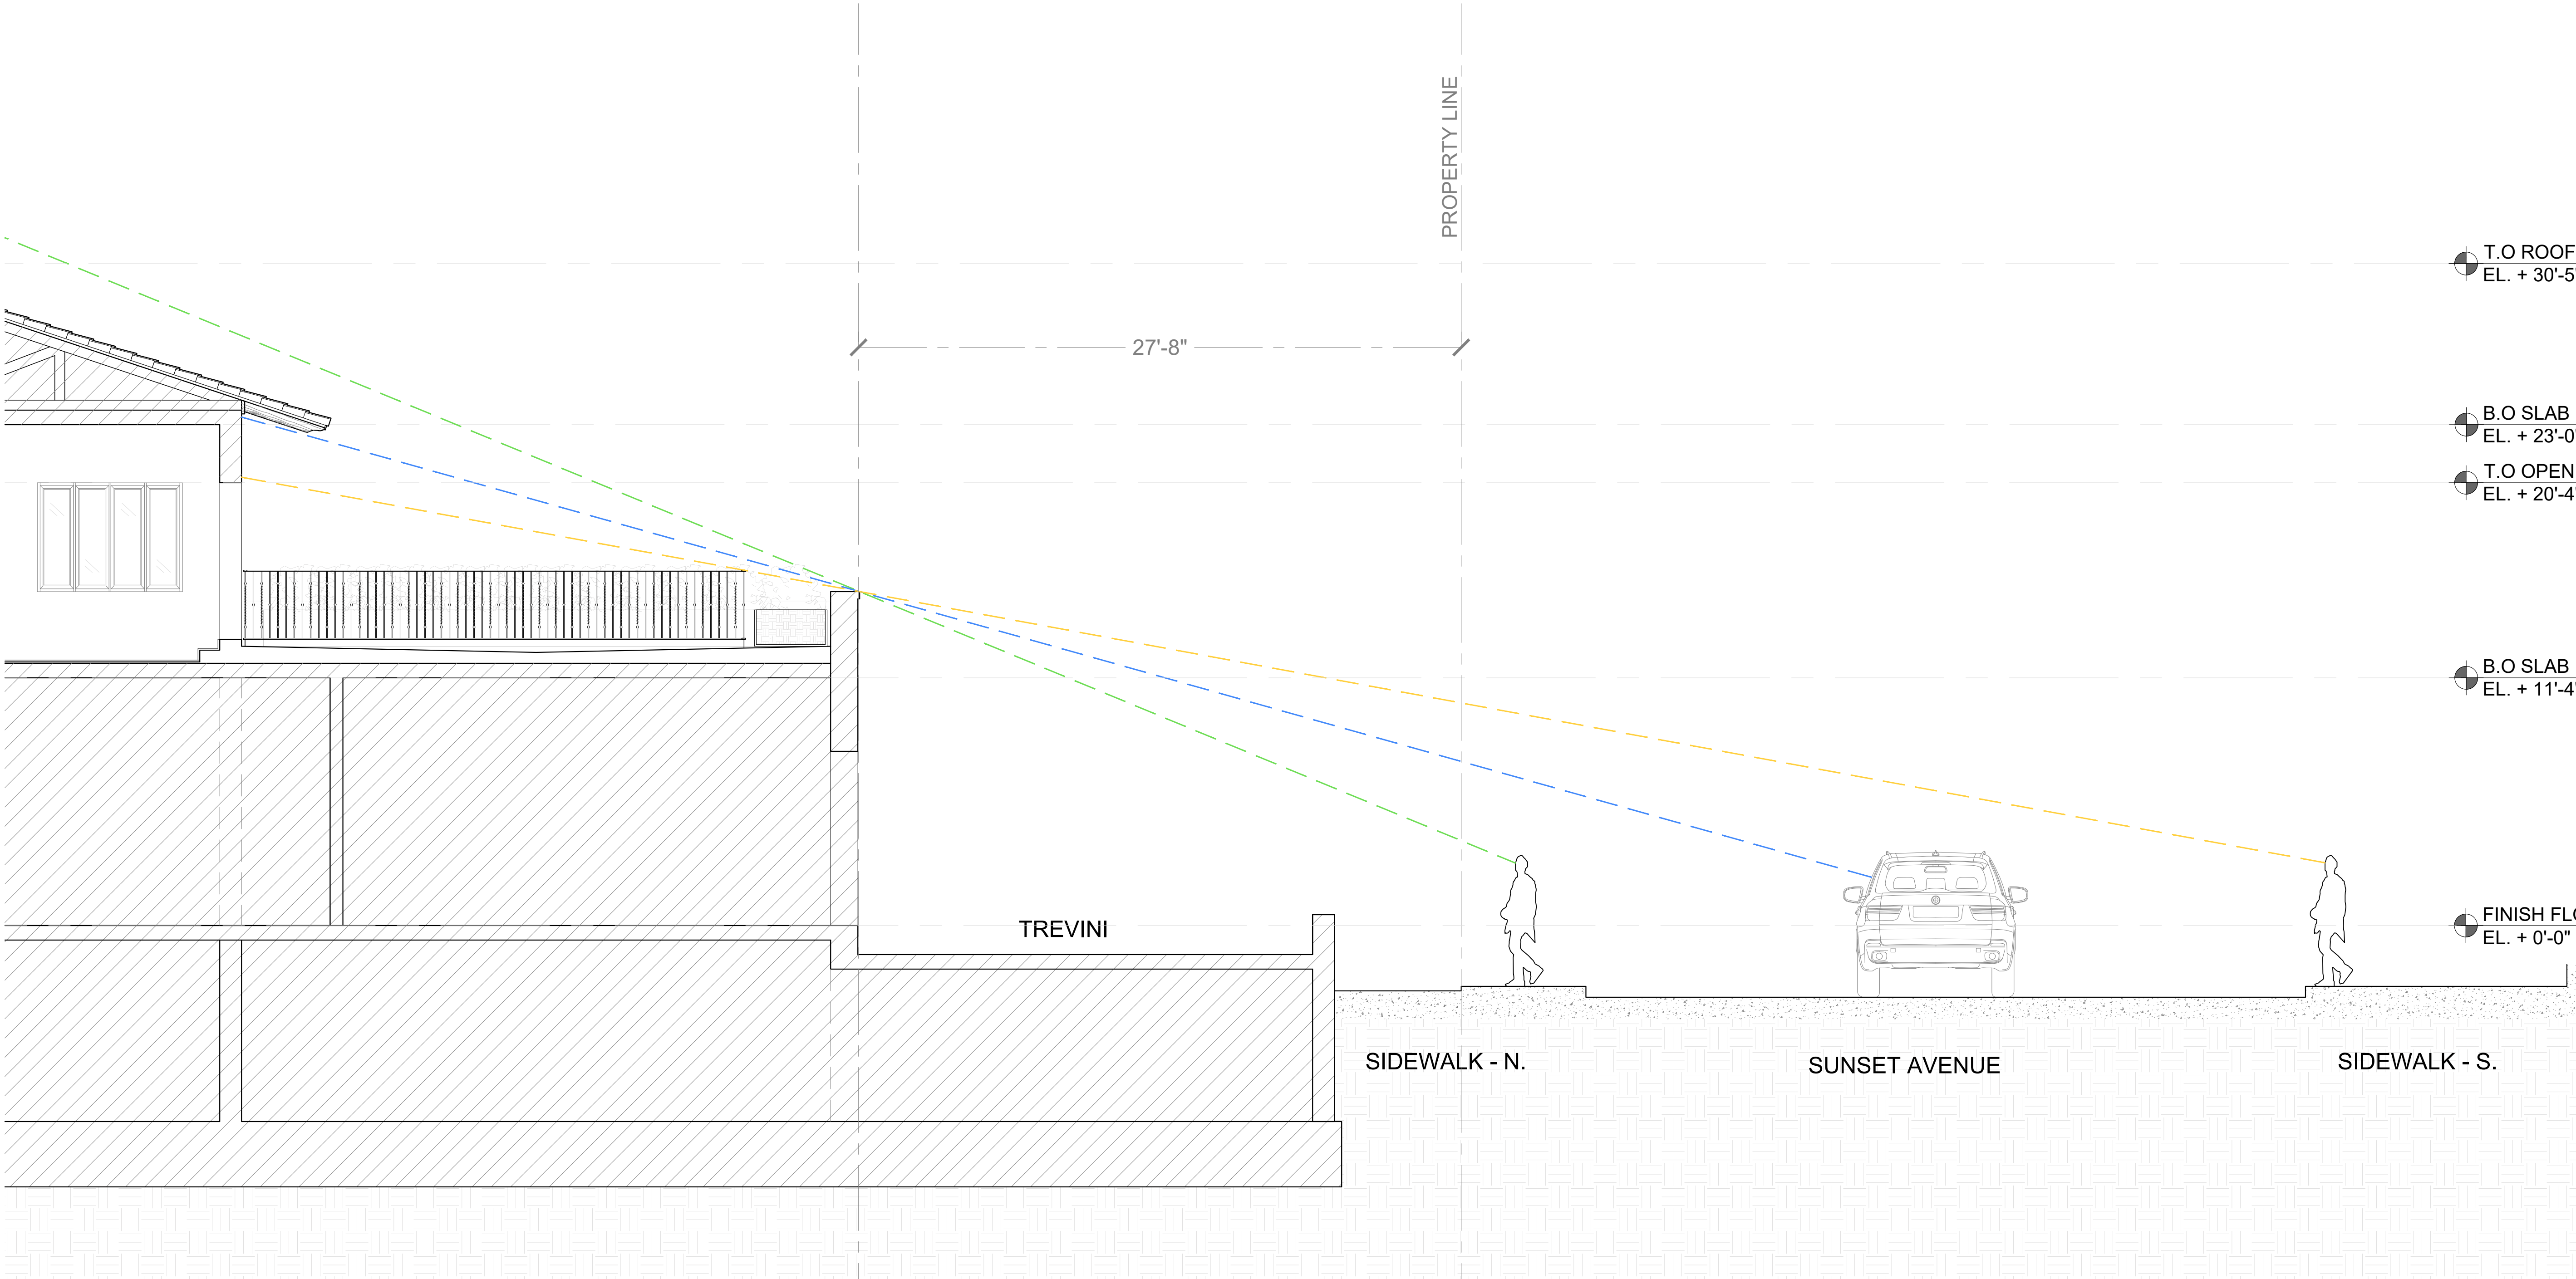 PROPERTY LINE
T.O ROOF
EL. + 30'-5
27'-8"
B.O SLAB
EL. + 23'-0'
T.O OPEN
EL. + 20'-4
B.O SLAB
EL. + 11'-4'
TREVINI
FINISH FLO
EL. + 0'-0"
SIDEWALK - N.
SUNSET AVENUE
SIDEWALK - S.